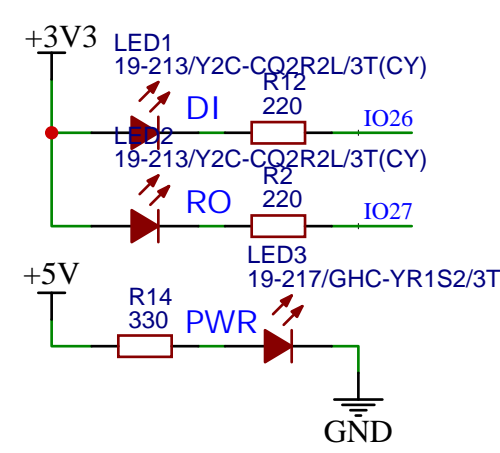 +3V3
LED1
19-213/Y2C-CQ2R2L/3T(CY)
R12
220
DI
IO26
LED2
19-213/Y2C-CQ2R2L/3T(CY)
R2
220
RO
IO27
LED3
19-217/GHC-YR1S2/3T
+5V
R14
330
PWR
GND